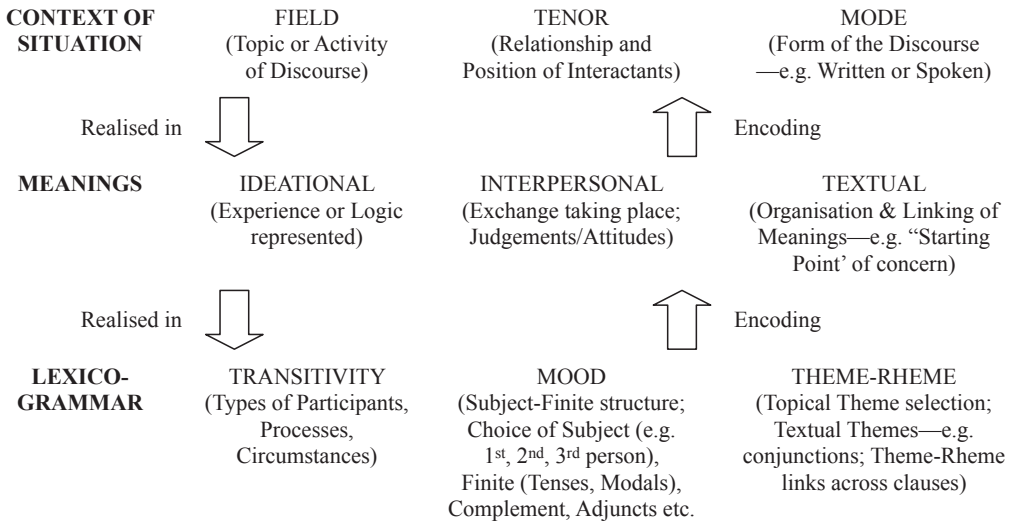 CONTEXT OF SITUATION
FIELD
(Topic or Activity
of Discourse)
TENOR
(Relationship and
Position of Interactants)
MODE
(Form of the Discourse
—e.g. Written or Spoken)
Realised in
Encoding
MEANINGS
IDEATIONAL
(Experience or Logic
represented)
INTERPERSONAL
(Exchange taking place;
Judgements/Attitudes)
TEXTUAL
(Organisation & Linking of
Meanings—e.g. “Starting
Point’ of concern)
Realised in
Encoding
LEXICO-
GRAMMAR
TRANSITIVITY
(Types of Participants,
Processes,
Circumstances)
MOOD
(Subject-Finite structure;
Choice of Subject (e.g.
1st, 2nd, 3rd person),
Finite (Tenses, Modals),
Complement, Adjuncts etc.
THEME-RHEME
(Topical Theme selection;
Textual Themes—e.g.
conjunctions; Theme-Rheme
links across clauses)